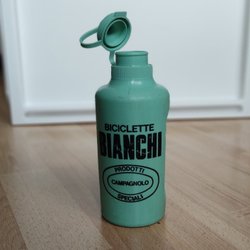 BICICLETTE
BIANCHI
PRODOTTI
CAMPAGNOLO
SPECIALI